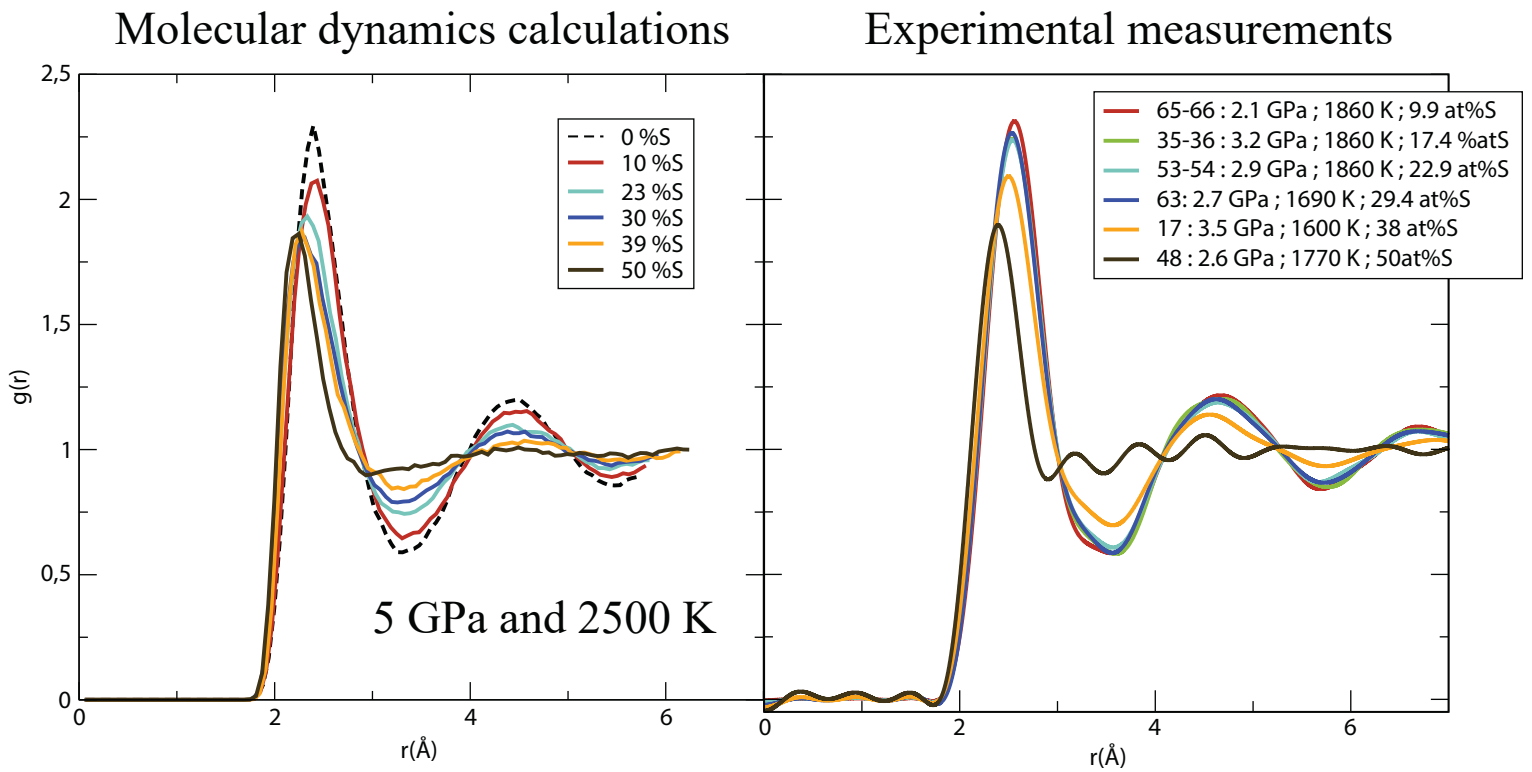 Molecular dynamics calculations
Experimental measurements
2,5
2
1,5
1
0,5
0
g(r)
0 %S
10 %S
23 %S
30 %S
39 %S
50 %S
5 GPa and 2500 K
0
2
4
6
r(Å)
65-66 : 2.1 GPa ; 1860 K ; 9.9 at%S
35-36 : 3.2 GPa ; 1860 K ; 17.4 %atS
53-54 : 2.9 GPa ; 1860 K ; 22.9 at%S
63: 2.7 GPa ; 1690 K ; 29.4 at%S
17 : 3.5 GPa ; 1600 K ; 38 at%S
48 : 2.6 GPa ; 1770 K ; 50at%S
0
2
4
6
r(Å)